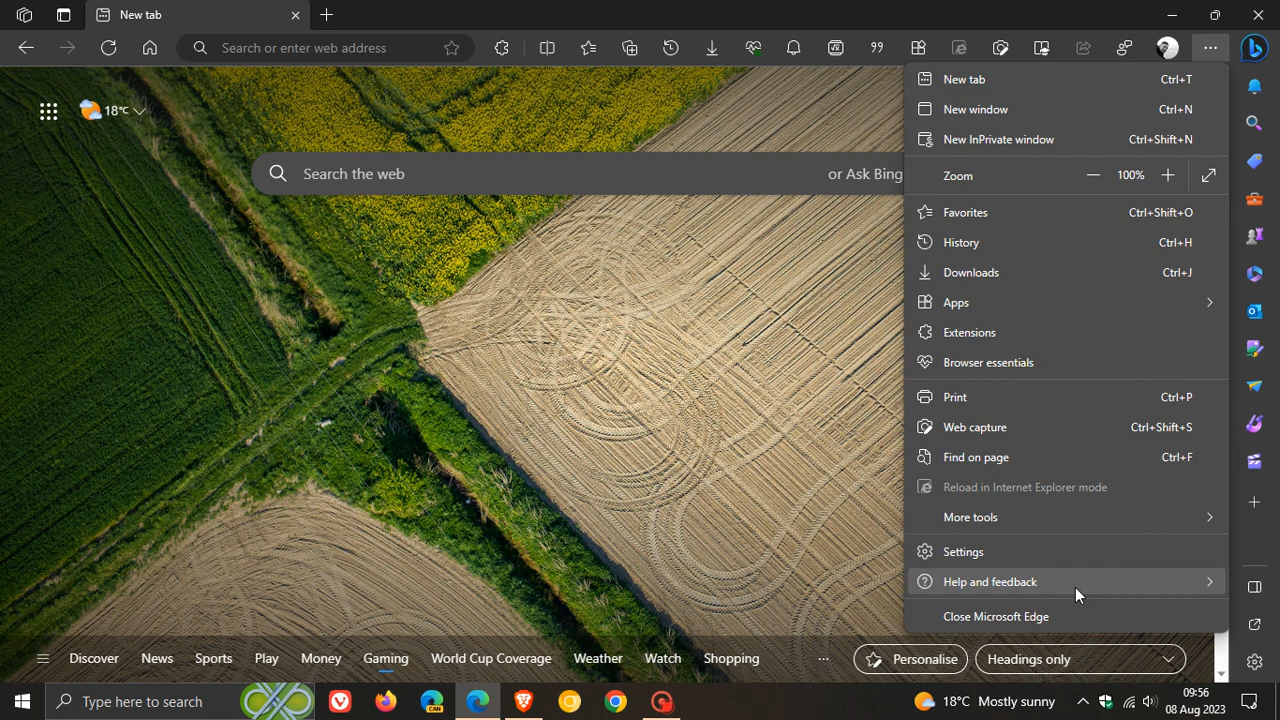 New tab
Search or enter web address
18°C
Search the web
or Ask Bing
New tab Ctrl+T
New window Ctrl+N
New InPrivate window Ctrl+Shift+N
Zoom 100%
Favorites Ctrl+Shift+O
History Ctrl+H
Downloads Ctrl+J
Apps
Extensions
Browser essentials
Print Ctrl+P
Web capture Ctrl+Shift+S
Find on page Ctrl+F
Reload in Internet Explorer mode
More tools
Settings
Help and feedback
Close Microsoft Edge
Discover News Sports Play Money Gaming World Cup Coverage Weather Watch Shopping ... Personalise Headings only
Type here to search
CAN
18°C Mostly sunny
09:56
08 Aug 2023